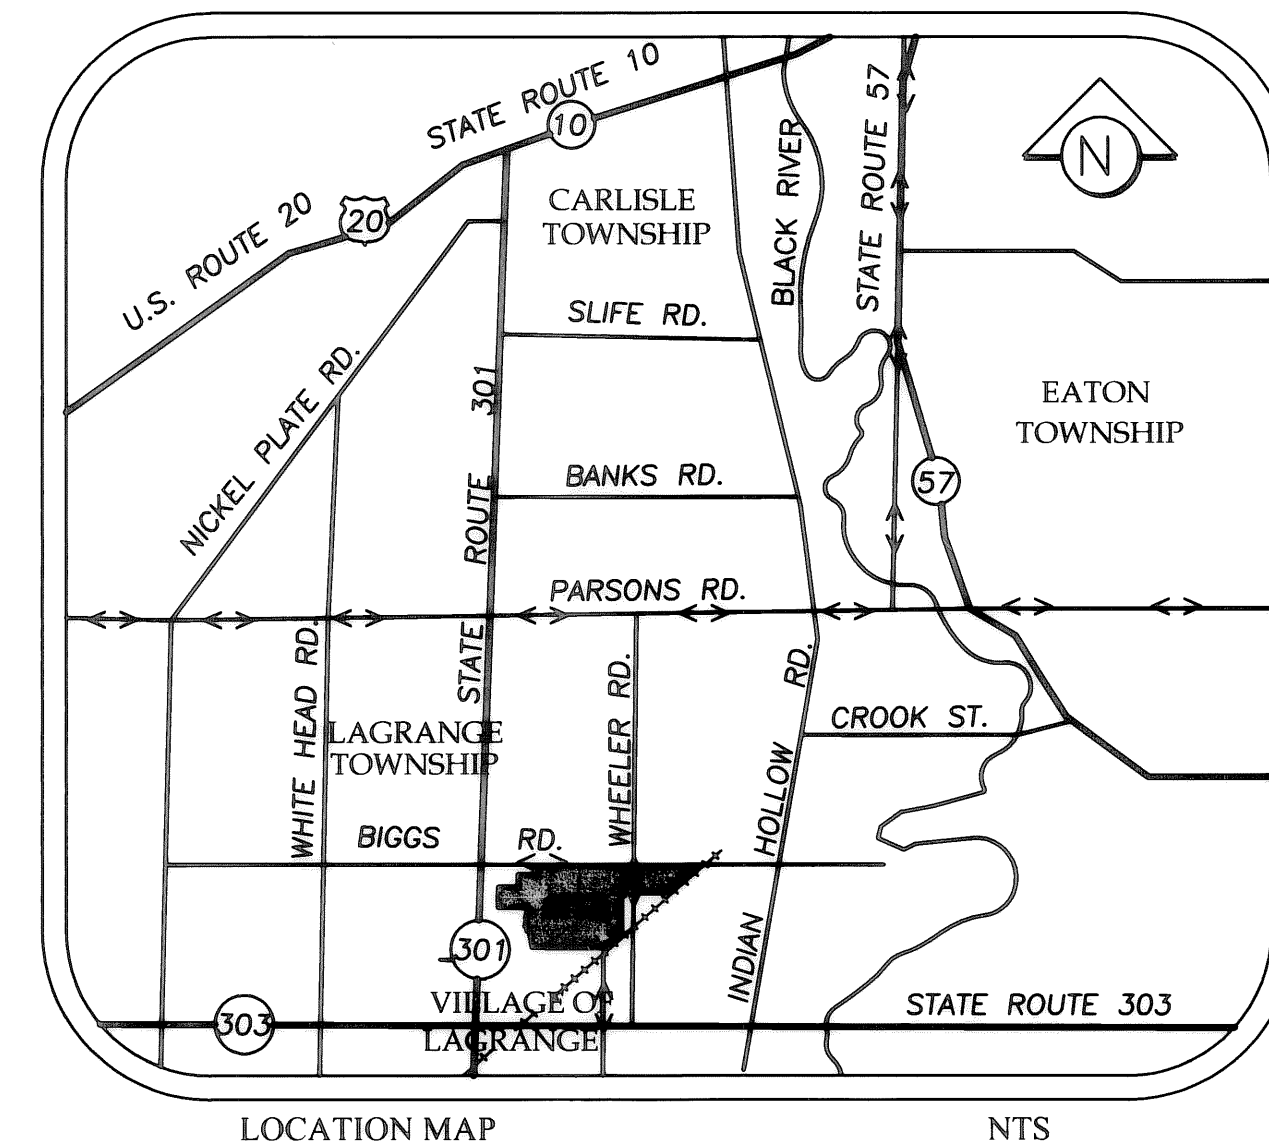 STATE ROUTE 10
10
STATE ROUTE 57
N
BLACK RIVER
CARLISLE
TOWNSHIP
U.S. ROUTE 20
20
SLIFE RD.
NICKEL PLATE RD.
STATE ROUTE 301
EATON
TOWNSHIP
BANKS RD.
57
PARSONS RD.
WHITE HEAD RD.
WHEELER RD.
INDIAN HOLLOW RD.
LAGRANGE
TOWNSHIP
CROOK ST.
BIGGS RD.
301
VILLAGE OF
LAGRANGE
303
STATE ROUTE 303
LOCATION MAP
NTS